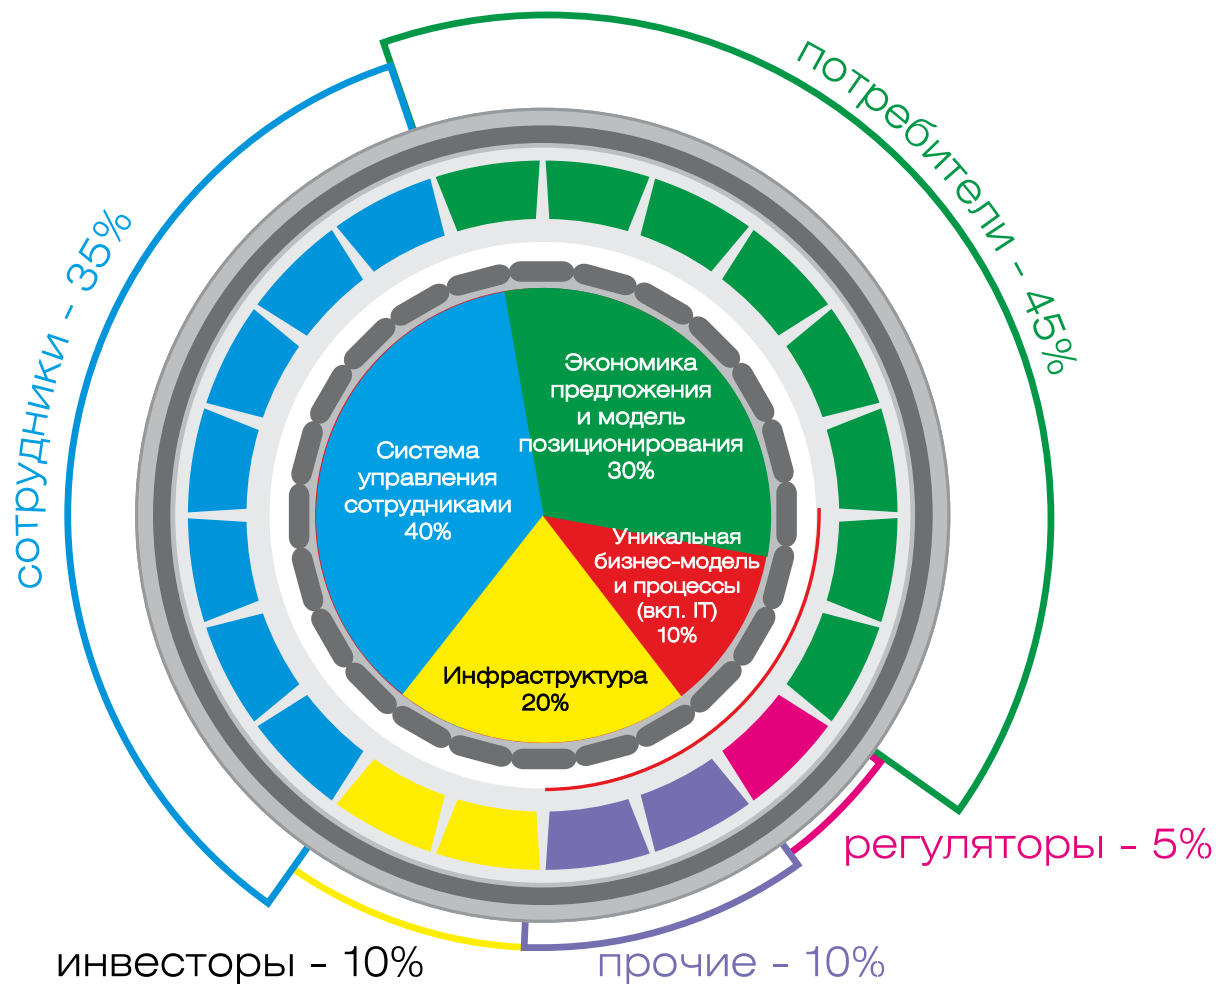 потребители - 45%
сотрудники - 35%
Экономика
предложения
и модель
позиционирования
30%
Система
управления
сотрудниками
40%
Уникальная
бизнес-модель
и процессы
(вкл. IT)
10%
Инфраструктура
20%
регуляторы - 5%
инвесторы - 10%
прочие - 10%